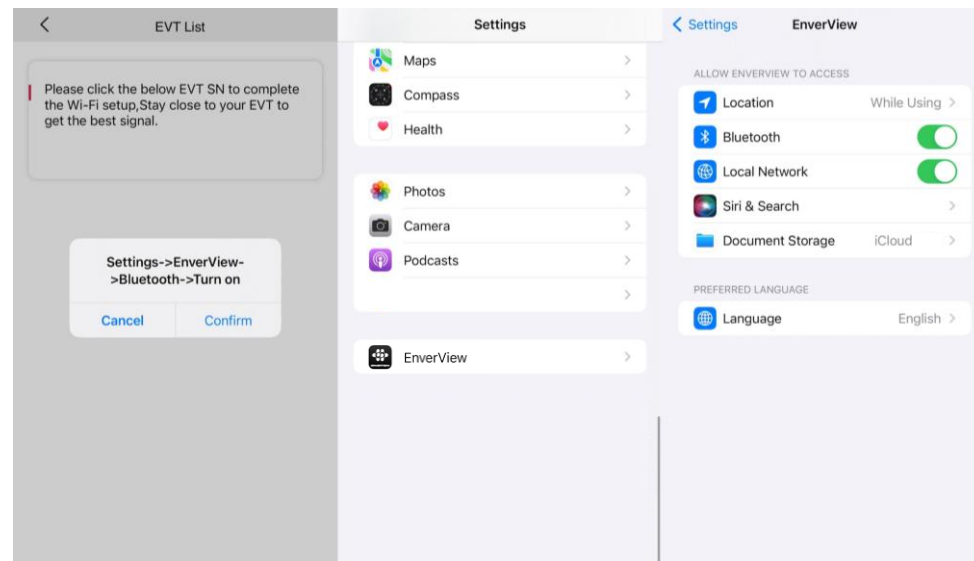 EVT List
Please click the below EVT SN to complete
the Wi-Fi setup,Stay close to your EVT to
get the best signal.
Settings->EnverView-
>Bluetooth->Turn on
Cancel
Confirm
Settings
Maps
Compass
Health
Photos
Camera
Podcasts
EnverView
Settings
EnverView
ALLOW ENVERVIEW TO ACCESS
Location
While Using
Bluetooth
Local Network
Siri & Search
Document Storage
iCloud
PREFERRED LANGUAGE
Language
English